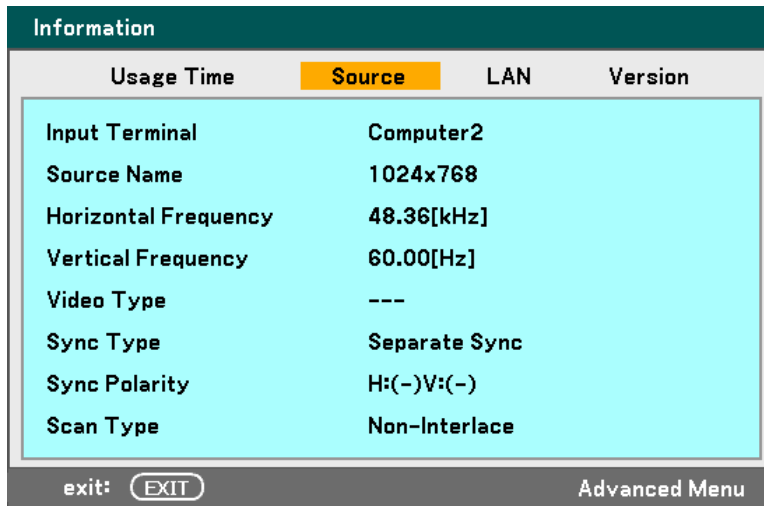 Information
Usage Time Source LAN Version
Input Terminal Computer2
Source Name 1024x768
Horizontal Frequency 48.36[kHz]
Vertical Frequency 60.00[Hz]
Video Type ---
Sync Type Separate Sync
Sync Polarity H:(-)V:(-)
Scan Type Non-Interlace
exit: EXIT Advanced Menu